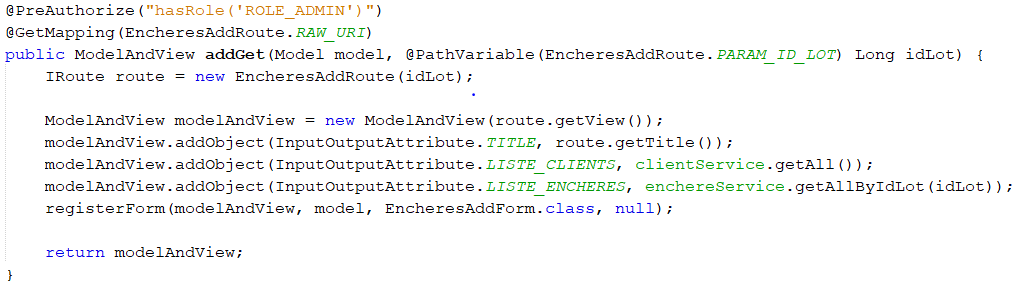 @PreAuthorize("hasRole('ROLE_ADMIN')")
@GetMapping(EncheresAddRoute.RAW_URI)
public ModelAndView addGet(Model model, @PathVariable(EncheresAddRoute.PARAM_ID_LOT) Long idLot) {
    IRoute route = new EncheresAddRoute(idLot);

    ModelAndView modelAndView = new ModelAndView(route.getView());
    modelAndView.addObject(InputOutputAttribute.TITLE, route.getTitle());
    modelAndView.addObject(InputOutputAttribute.LISTE_CLIENTS, clientService.getAll());
    modelAndView.addObject(InputOutputAttribute.LISTE_ENCHERES, enchereService.getAllByIdLot(idLot));
    registerForm(modelAndView, model, EncheresAddForm.class, null);

    return modelAndView;
}